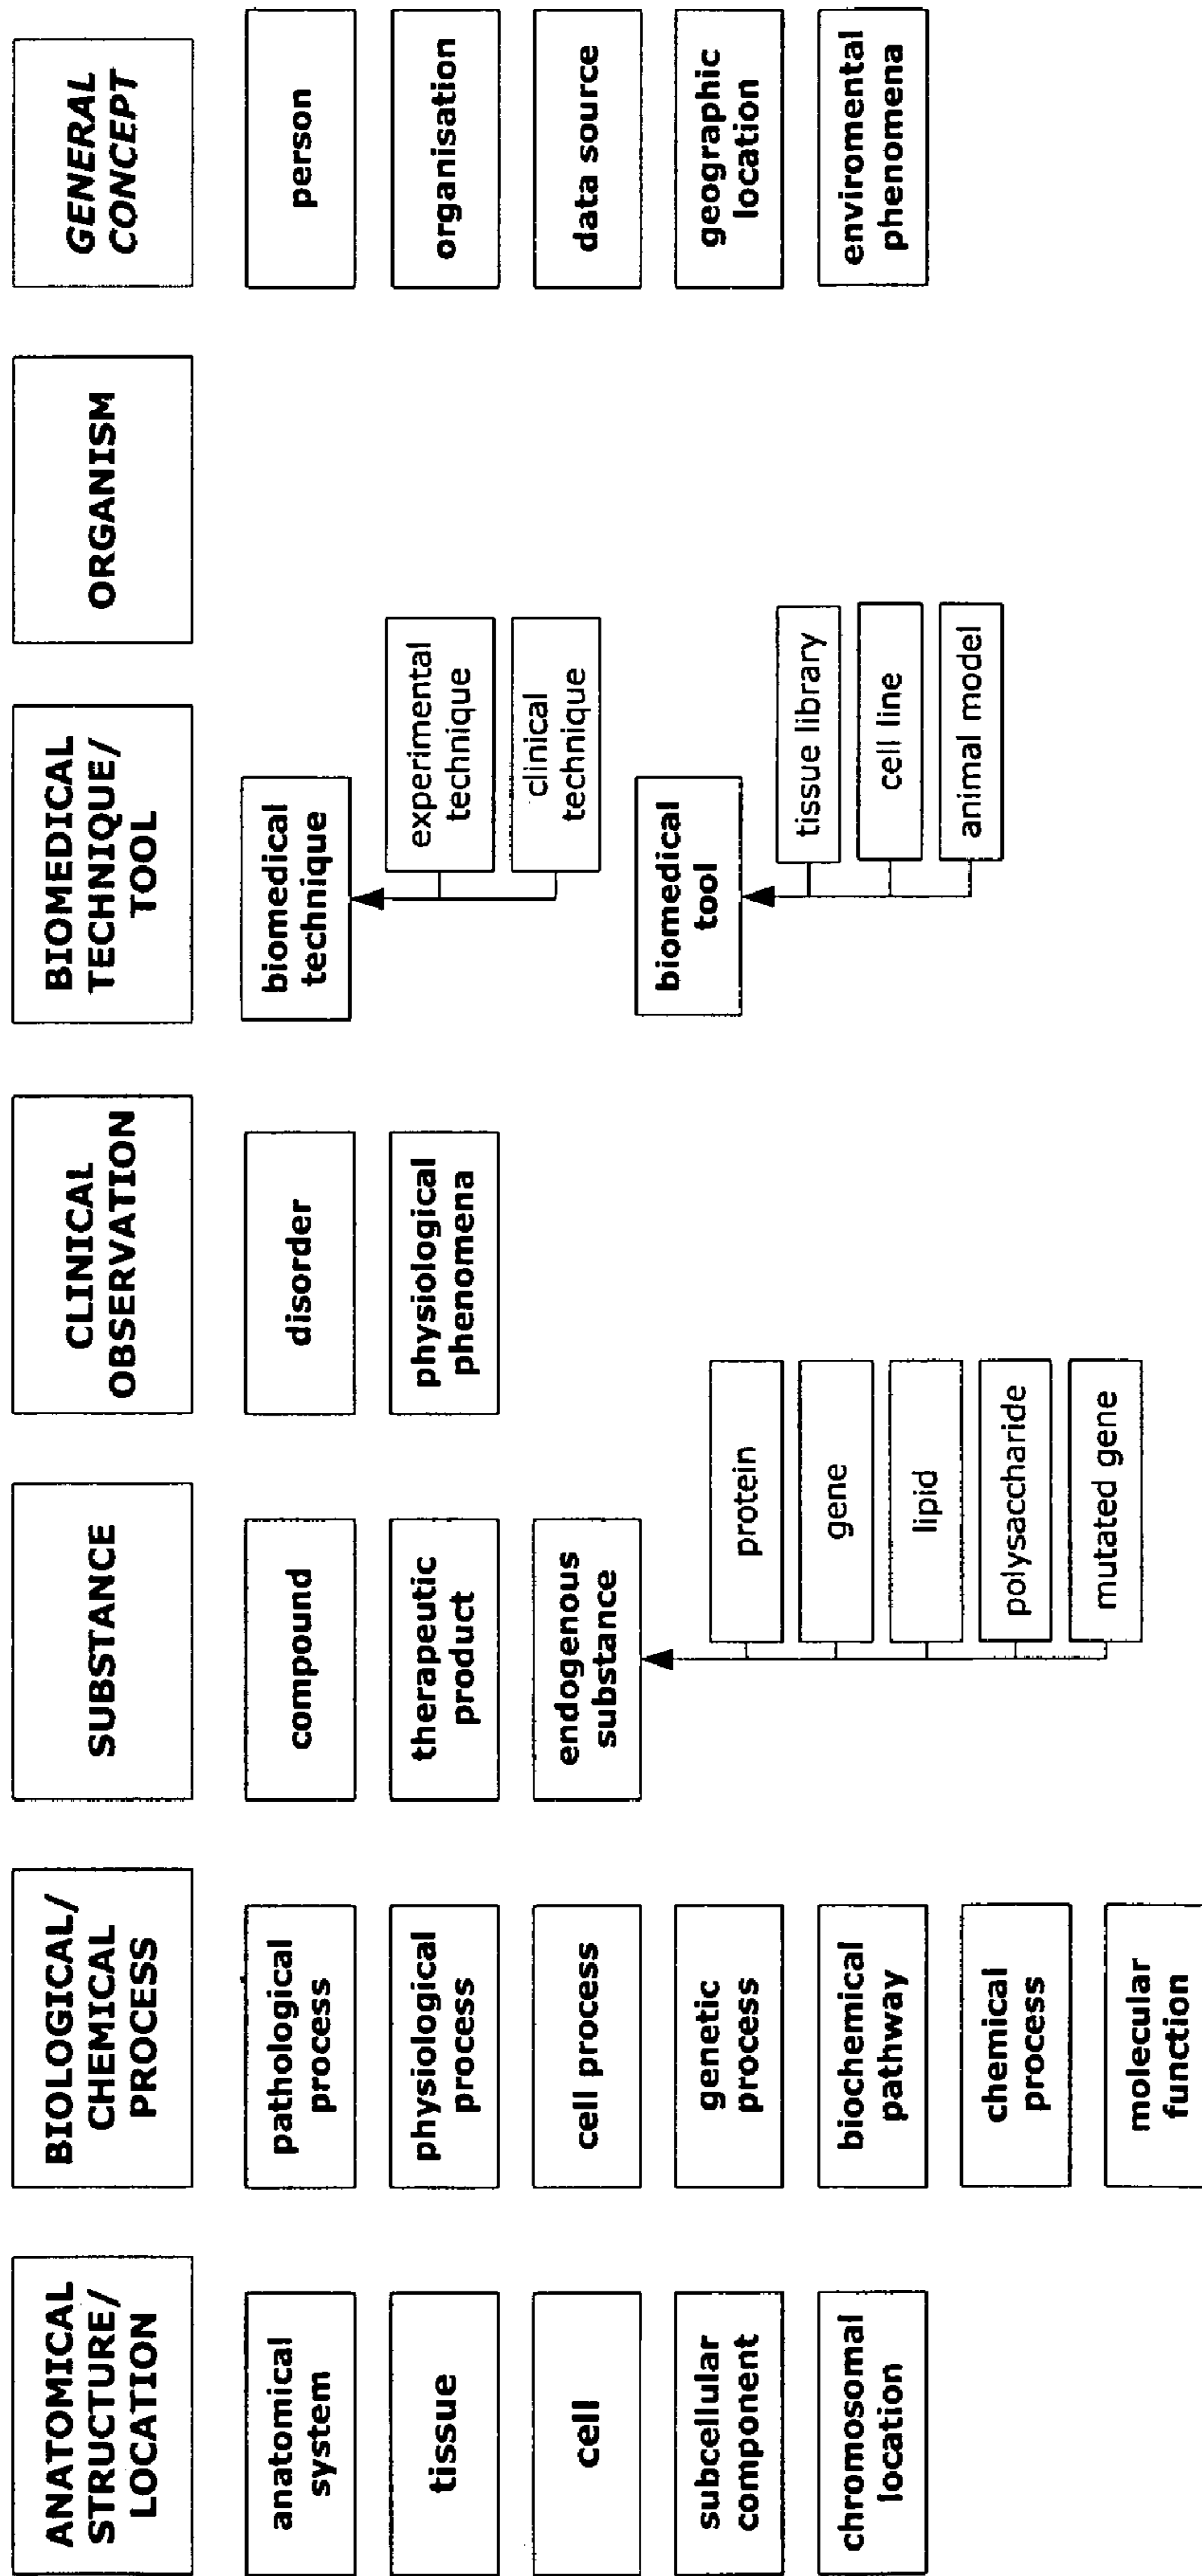 ANATOMICAL
STRUCTURE/
LOCATION
anatomical
system
tissue
cell
subcellular
component
chromosomal
location
BIOLOGICAL/
CHEMICAL
PROCESS
pathological
process
physiological
process
cell process
genetic
process
biochemical
pathway
chemical
process
molecular
function
SUBSTANCE
compound
therapeutic
product
endogenous
substance
protein
gene
lipid
polysaccharide
mutated gene
CLINICAL
OBSERVATION
disorder
physiological
phenomena
BIOMEDICAL
TECHNIQUE/
TOOL
biomedical
technique
experimental
technique
clinical
technique
biomedical
tool
tissue library
cell line
animal model
ORGANISM
GENERAL
CONCEPT
person
organisation
data source
geographic
location
enviromental
phenomena